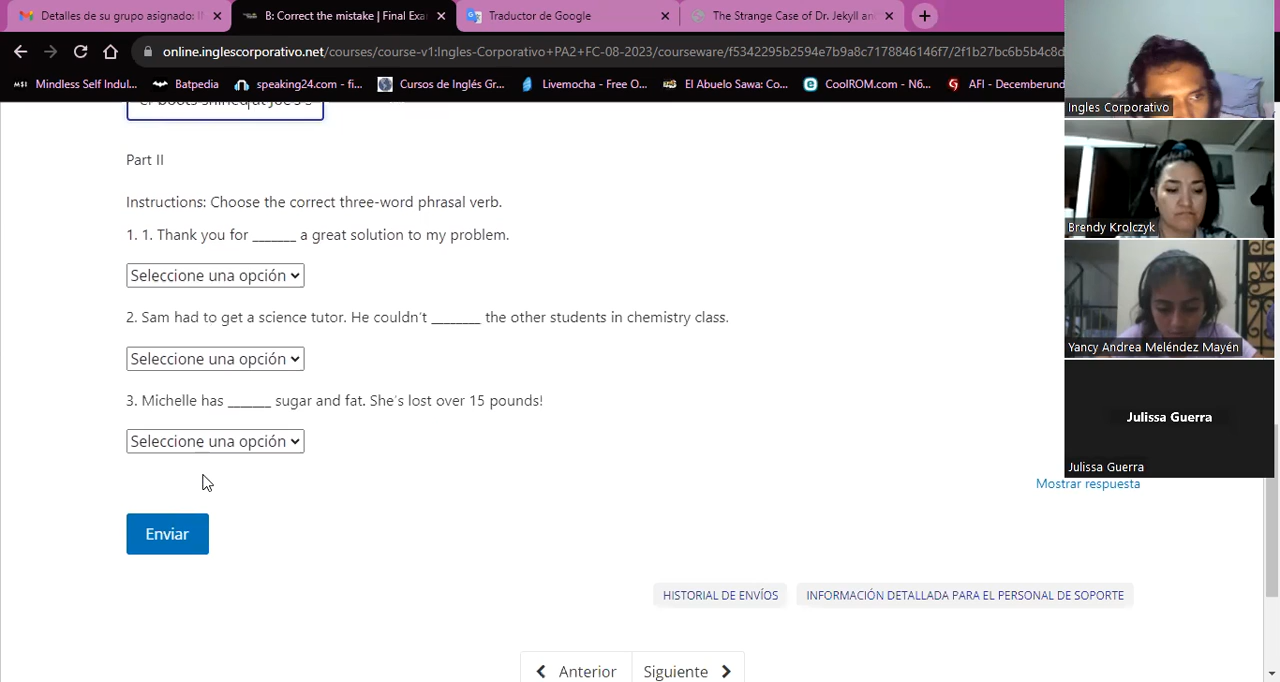 Detalles de su grupo asignado: I
B: Correct the mistake | Final Exa
Traductor de Google
The Strange Case of Dr. Jekyll an
online.inglescorporativo.net/courses/course-v1:Ingles-Corporativo+PA2+FC-08-2023/courseware/f5342295b2594e7b9a8c7178846146f7/2f1b27bc6b5b4c8d
Mindless Self Indul...
Batpedia
speaking24.com - fi...
Cursos de Inglés Gr...
Livemocha - Free O...
El Abuelo Sawa: Co...
CoolROM.com - N6...
AFI - Decemberund
Part II
Instructions: Choose the correct three-word phrasal verb.
1. 1. Thank you for _______ a great solution to my problem.
Seleccione una opción
2. Sam had to get a science tutor. He couldn't ________ the other students in chemistry class.
Seleccione una opción
3. Michelle has _______ sugar and fat. She's lost over 15 pounds!
Seleccione una opción
Mostrar respuesta
Enviar
HISTORIAL DE ENVÍOS
INFORMACIÓN DETALLADA PARA EL PERSONAL DE SOPORTE
Anterior
Siguiente
Ingles Corporativo
Brendy Krolczyk
Yancy Andrea Meléndez Mayén
Julissa Guerra
Julissa Guerra